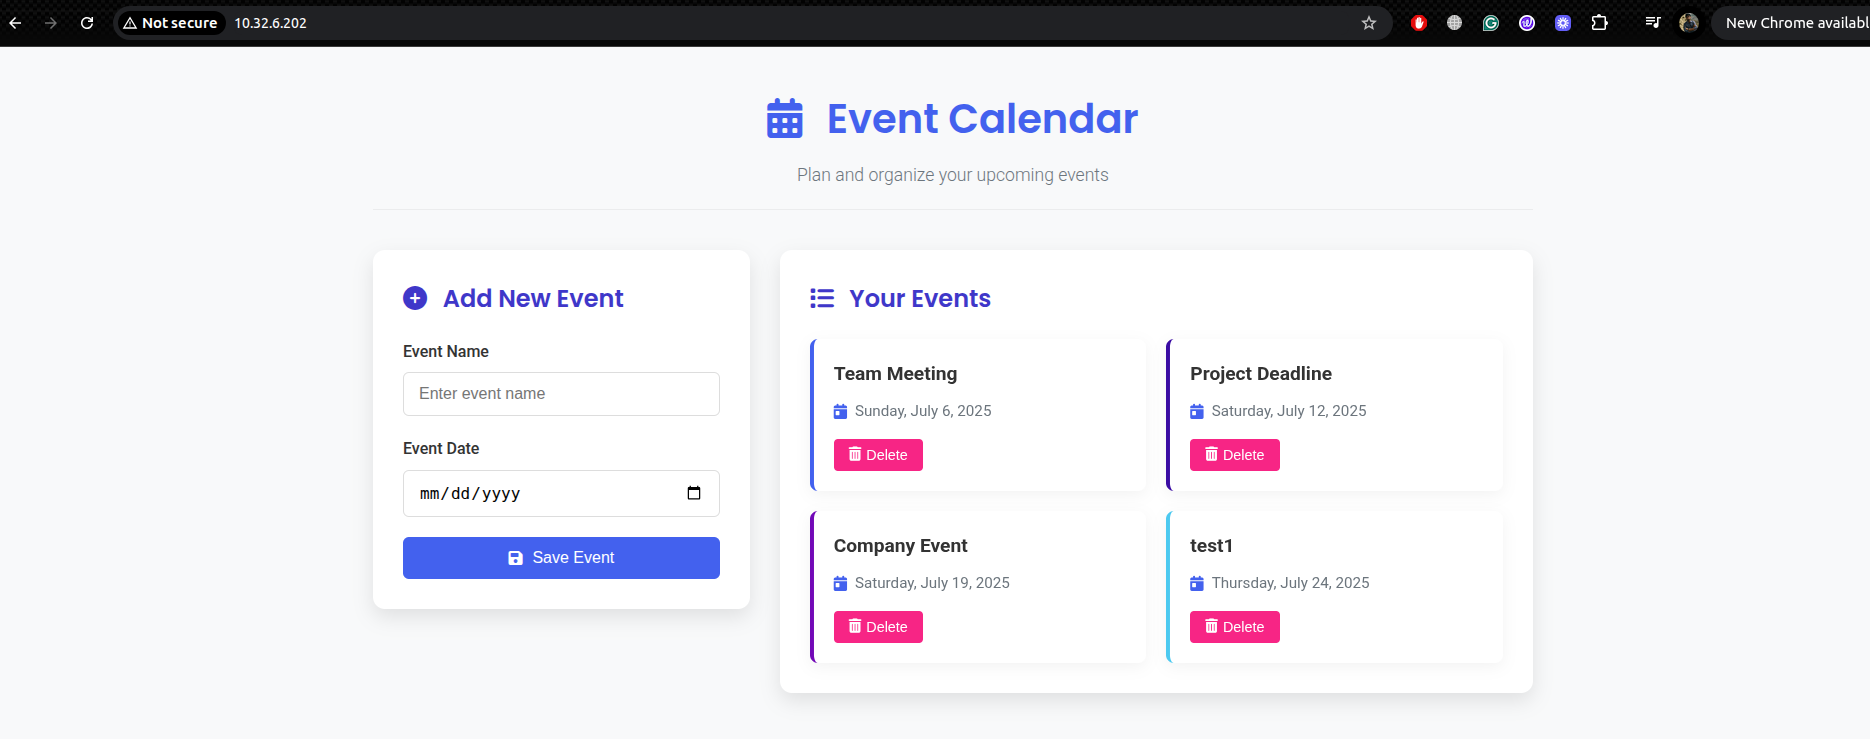 Not secure 10.32.6.202
New Chrome availabl
Event Calendar
Plan and organize your upcoming events
Add New Event
Event Name
Enter event name
Event Date
mm/dd/yyyy
Save Event
Your Events
Team Meeting
Sunday, July 6, 2025
Delete
Project Deadline
Saturday, July 12, 2025
Delete
Company Event
Saturday, July 19, 2025
Delete
test1
Thursday, July 24, 2025
Delete